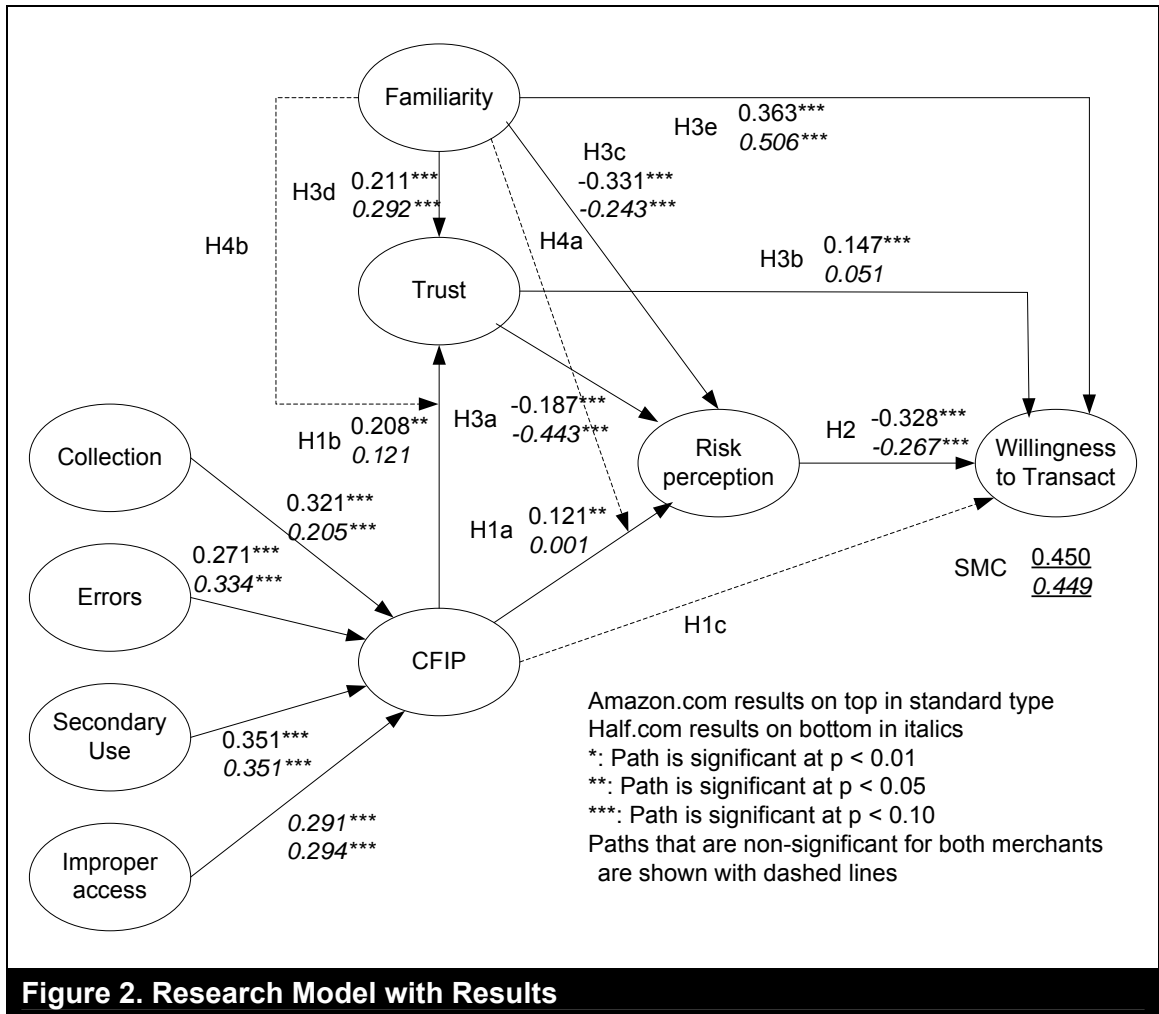 Familiarity
H3e
0.363***
0.506***
H3c
-0.331***
-0.243***
H3d
0.211***
0.292***
H4b
H4a
H3b
0.147***
0.051
Trust
H3a
-0.187***
-0.443***
H1b
0.208**
0.121
Collection
0.321***
0.205***
Risk
perception
H2
-0.328***
-0.267***
Willingness
to Transact
H1a
0.121**
0.001
0.271***
0.334***
Errors
SMC
0.450
0.449
H1c
CFIP
Secondary
Use
0.351***
0.351***
0.291***
0.294***
Improper
access
Amazon.com results on top in standard type
Half.com results on bottom in italics
*: Path is significant at p < 0.01
**: Path is significant at p < 0.05
***: Path is significant at p < 0.10
Paths that are non-significant for both merchants
are shown with dashed lines
Figure 2. Research Model with Results